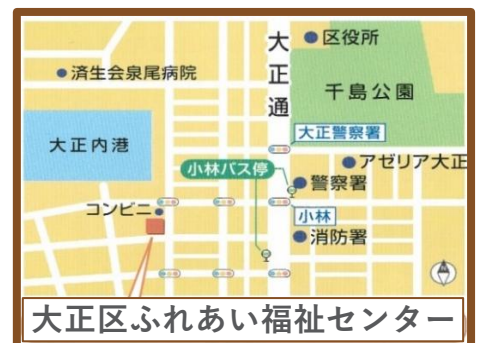 区役所
大正通
済生会泉尾病院
千島公園
大正警察署
大正内港
アゼリア大正
小林バス停
警察署
コンビニ
小林
消防署
大正区ふれあい福祉センター